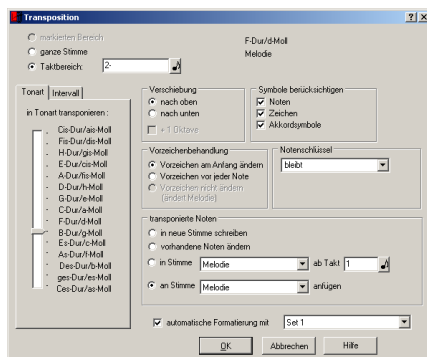 Transposition
markierten Bereich
ganze Stimme
Taktbereich: 2-
F-Dur/d-Moll
Melodie
Tonart Intervall
in Tonart transponieren :
Cis-Dur/ais-Moll
Fis-Dur/dis-Moll
H-Dur/gis-Moll
E-Dur/cis-Moll
A-Dur/fis-Moll
D-Dur/h-Moll
G-Dur/e-Moll
C-Dur/a-Moll
F-Dur/d-Moll
B-Dur/g-Moll
Es-Dur/c-Moll
As-Dur/f-Moll
Des-Dur/b-Moll
ges-Dur/es-Moll
Ces-Dur/as-Moll
Verschiebung
nach oben
nach unten
+ 1 Oktave
Symbole berücksichtigen
Noten
Zeichen
Akkordsymbole
Vorzeichenbehandlung
Vorzeichen am Anfang ändern
Vorzeichen vor jeder Note
Vorzeichen nicht ändern
(ändert Melodie)
Notenschlüssel
bleibt
transponierte Noten
in neue Stimme schreiben
vorhandene Noten ändern
in Stimme Melodie ab Takt 1
an Stimme Melodie anfügen
automatische Formatierung mit Set 1
OK Abbrechen Hilfe